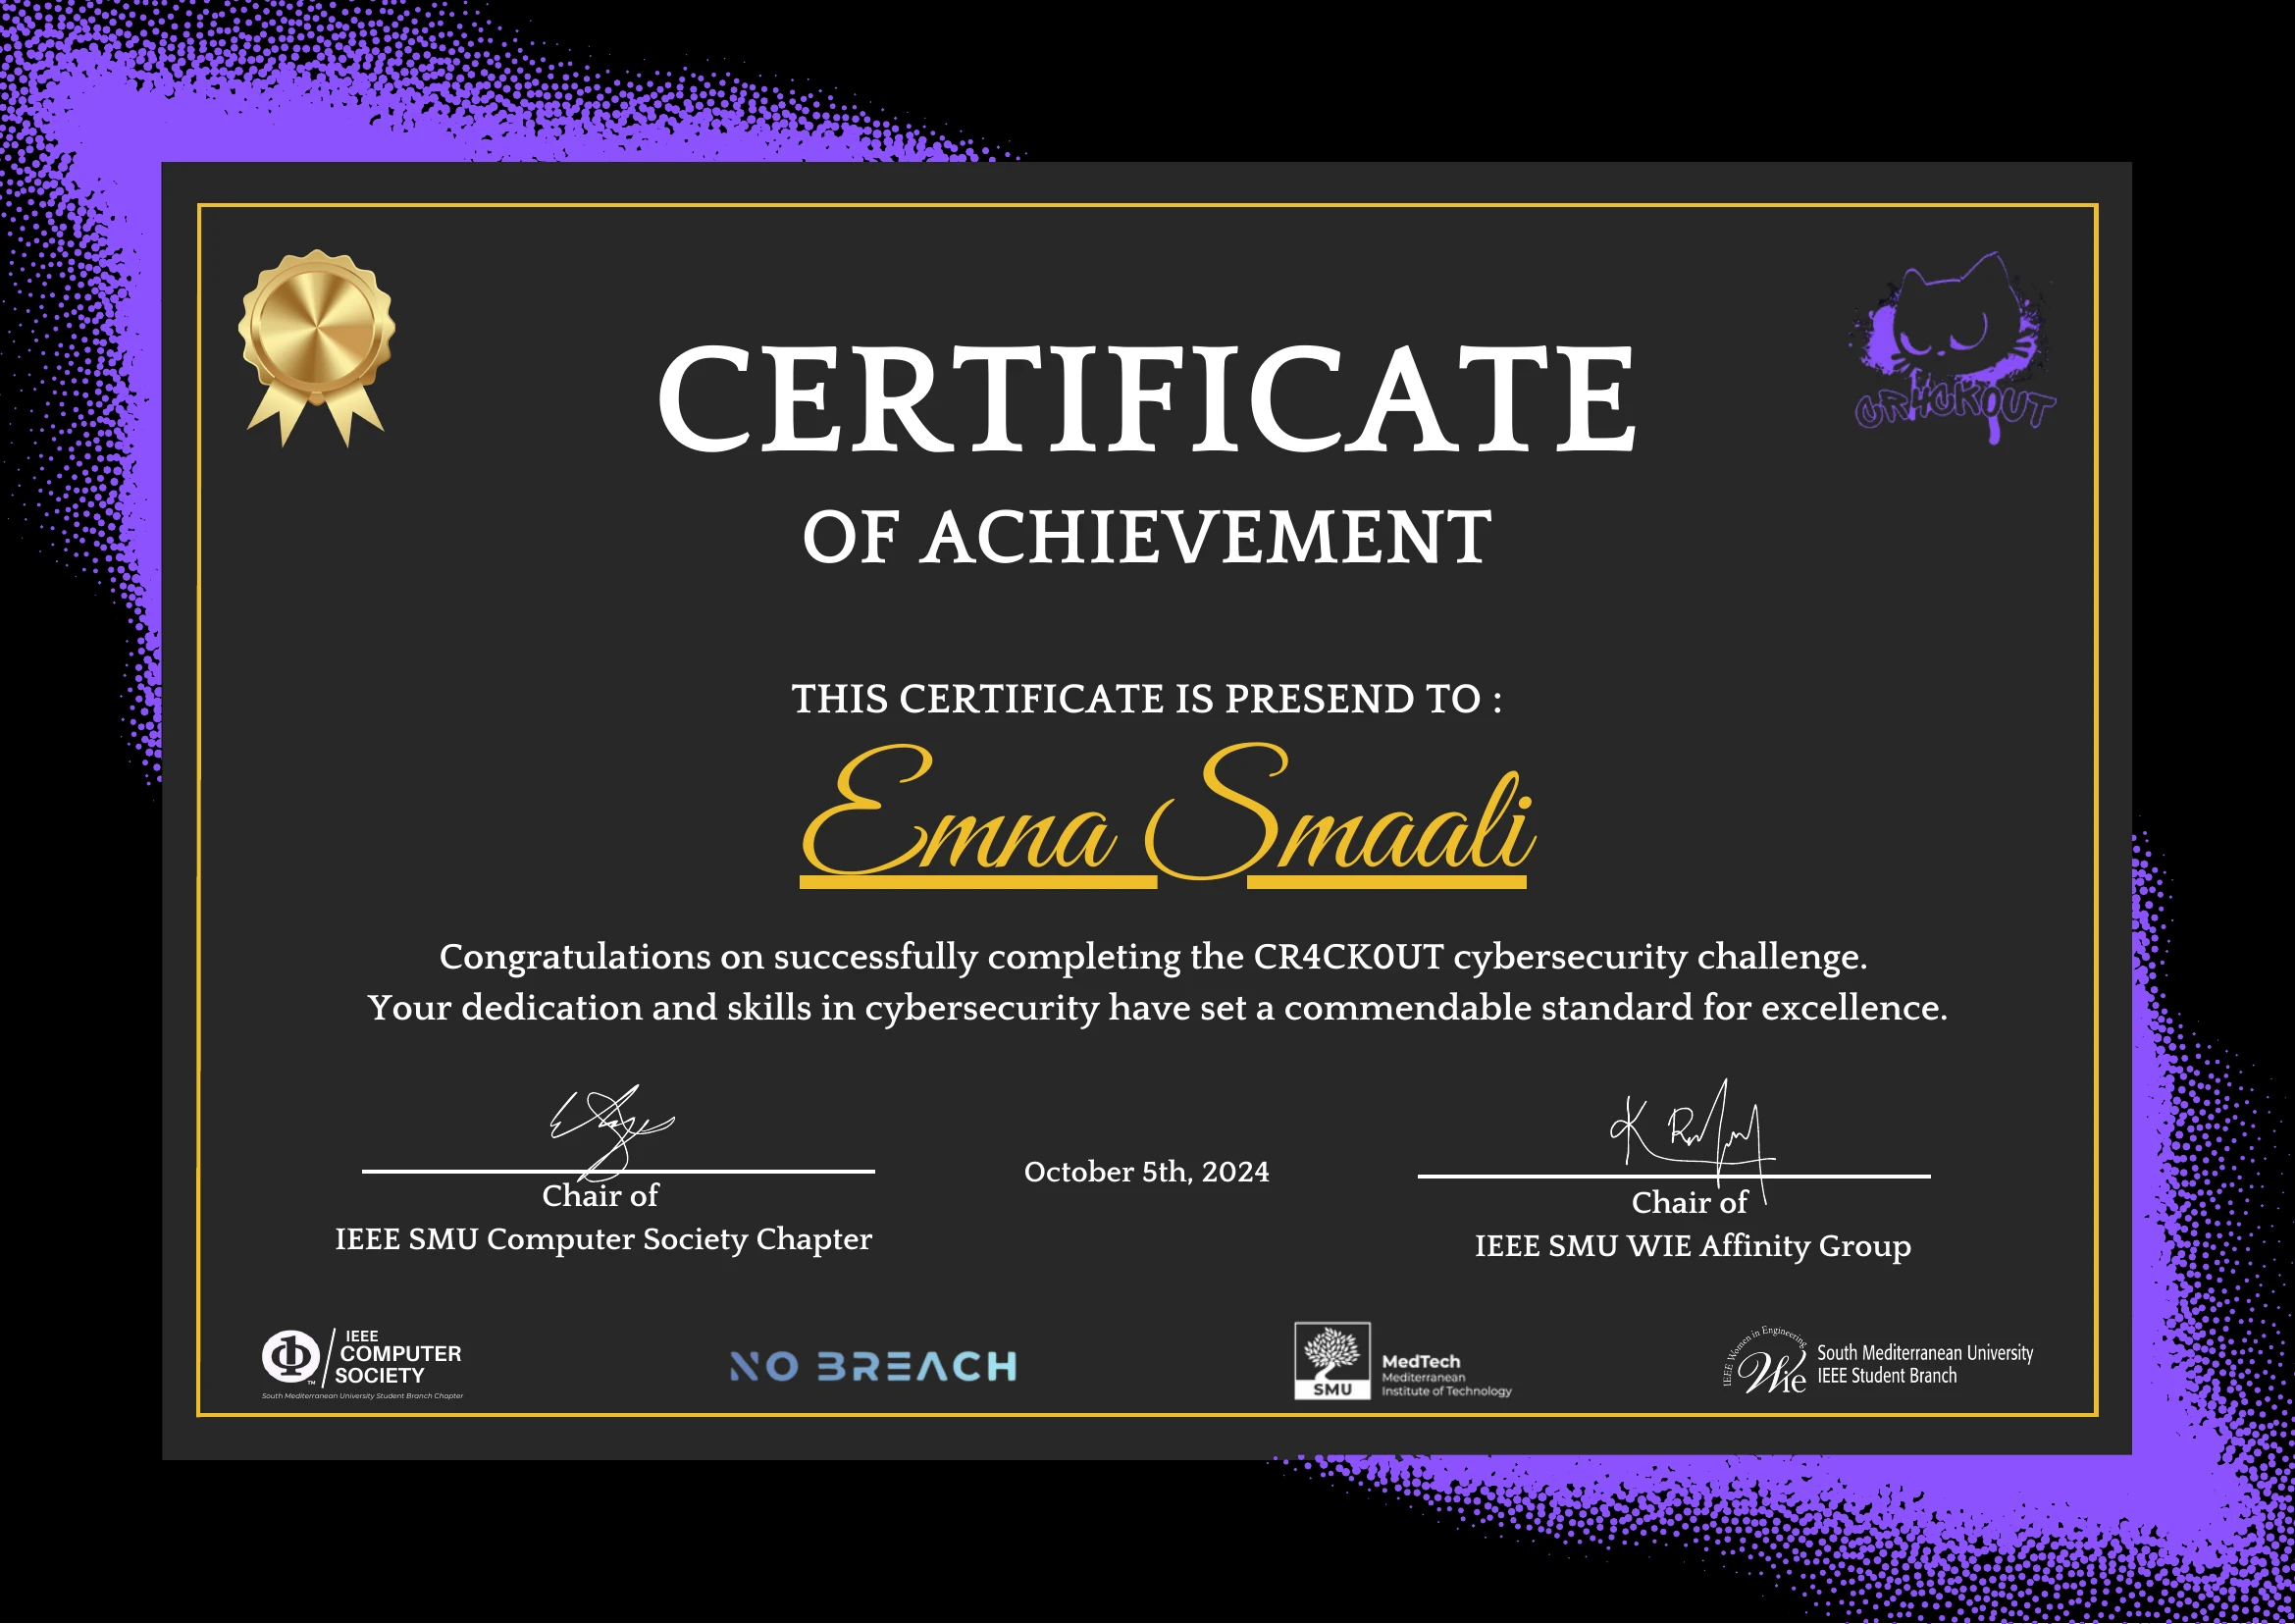 CR4CK0UT
CERTIFICATE
OF ACHIEVEMENT
THIS CERTIFICATE IS PRESEND TO :
Emna Smaali
Congratulations on successfully completing the CR4CK0UT cybersecurity challenge.
Your dedication and skills in cybersecurity have set a commendable standard for excellence.
October 5th, 2024
Chair of
IEEE SMU Computer Society Chapter
Chair of
IEEE SMU WIE Affinity Group
IEEE
COMPUTER
SOCIETY
TM
South Mediterranean University Student Branch Chapter
NO BREACH
SMU
MedTech
Mediterranean
Institute of Technology
IEEE Women in Engineering
Wie
South Mediterranean University
IEEE Student Branch